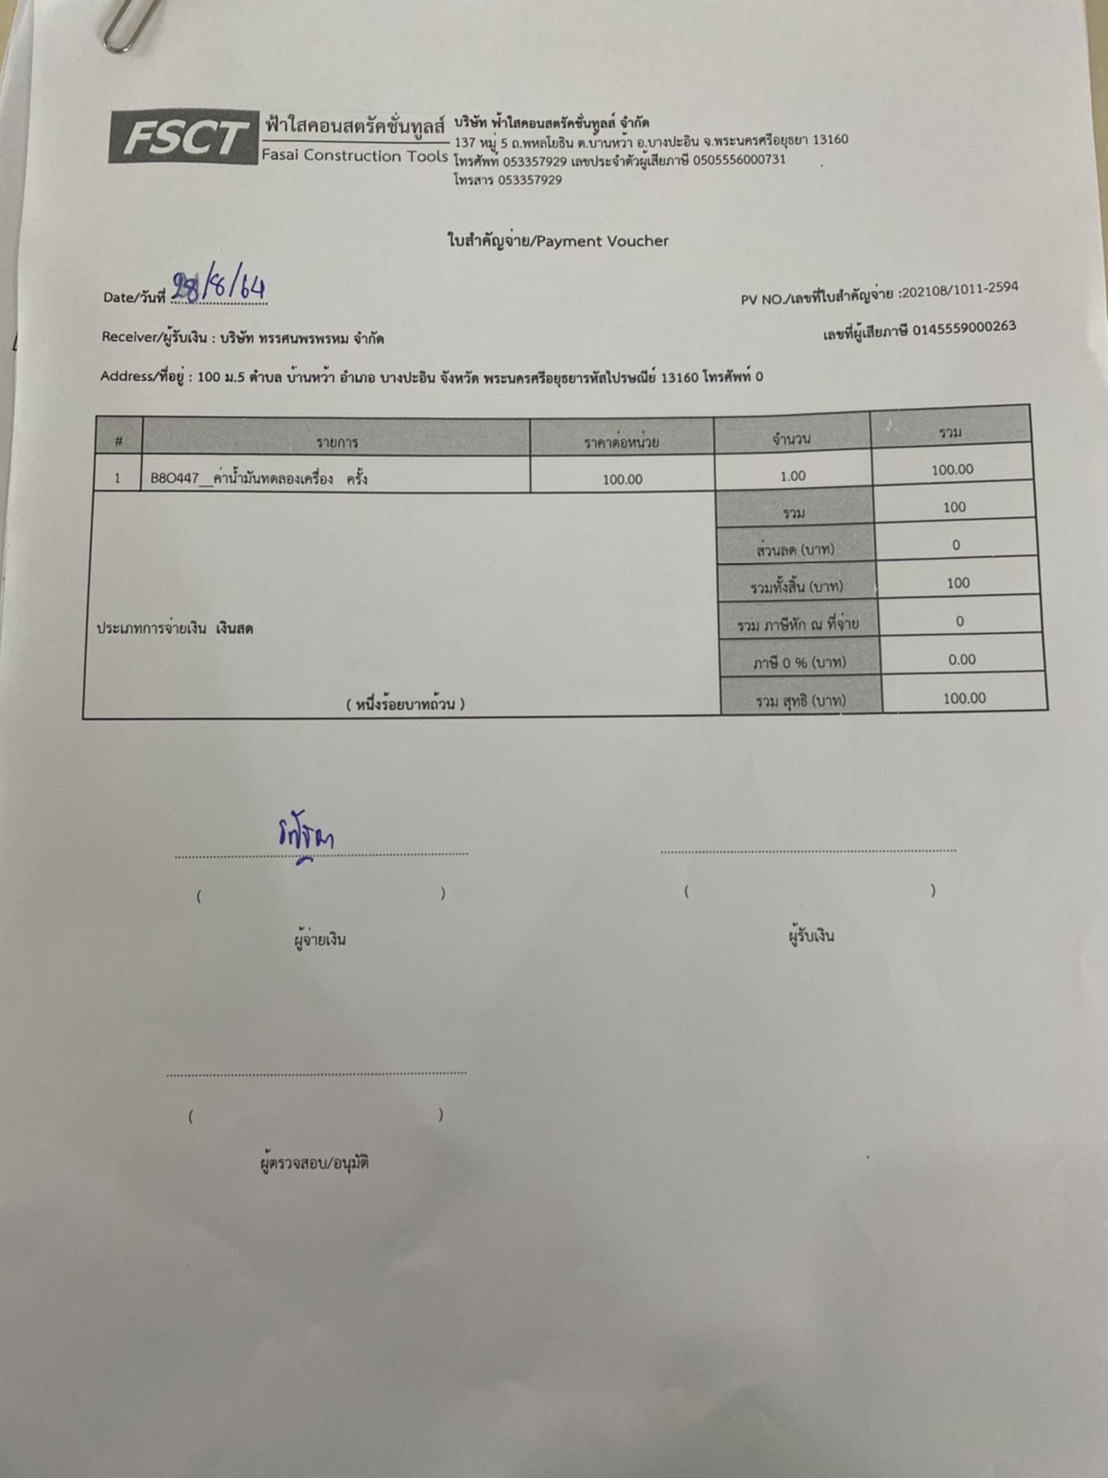 FSCT
ฟ้าใสคอนสตรัคชั่นทูลส์
Fasai Construction Tools
บริษัท ฟ้าใสคอนสตรัคชั่นทูลส์ จำกัด
137 หมู่ 5 ถ.พหลโยธิน ต.บ้านหว้า อ.บางปะอิน จ.พระนครศรีอยุธยา 13160
โทรศัพท์ 053357929 เลขประจำตัวผู้เสียภาษี 0505556000731
โทรสาร 053357929
ใบสำคัญจ่าย/Payment Voucher
Date/วันที่ 28/8/64
PV NO./เลขที่ใบสำคัญจ่าย :202108/1011-2594
Receiver/ผู้รับเงิน : บริษัท ทรรศนพรพรหม จำกัด
เลขที่ผู้เสียภาษี 0145559000263
Address/ที่อยู่ : 100 ม.5 ตำบล บ้านหว้า อำเภอ บางปะอิน จังหวัด พระนครศรีอยุธยารหัสไปรษณีย์ 13160 โทรศัพท์ 0
# รายการ ราคาต่อหน่วย จำนวน รวม
1 B8O447__ค่าน้ำมันทดลองเครื่อง ครั้ง 100.00 1.00 100.00
รวม 100
ส่วนลด (บาท) 0
รวมทั้งสิ้น (บาท) 100
ประเภทการจ่ายเงิน เงินสด รวม ภาษีหัก ณ ที่จ่าย 0
ภาษี 0 % (บาท) 0.00
( หนึ่งร้อยบาทถ้วน ) รวม สุทธิ (บาท) 100.00
( ) ( )
ผู้จ่ายเงิน ผู้รับเงิน
( )
ผู้ตรวจสอบ/อนุมัติ